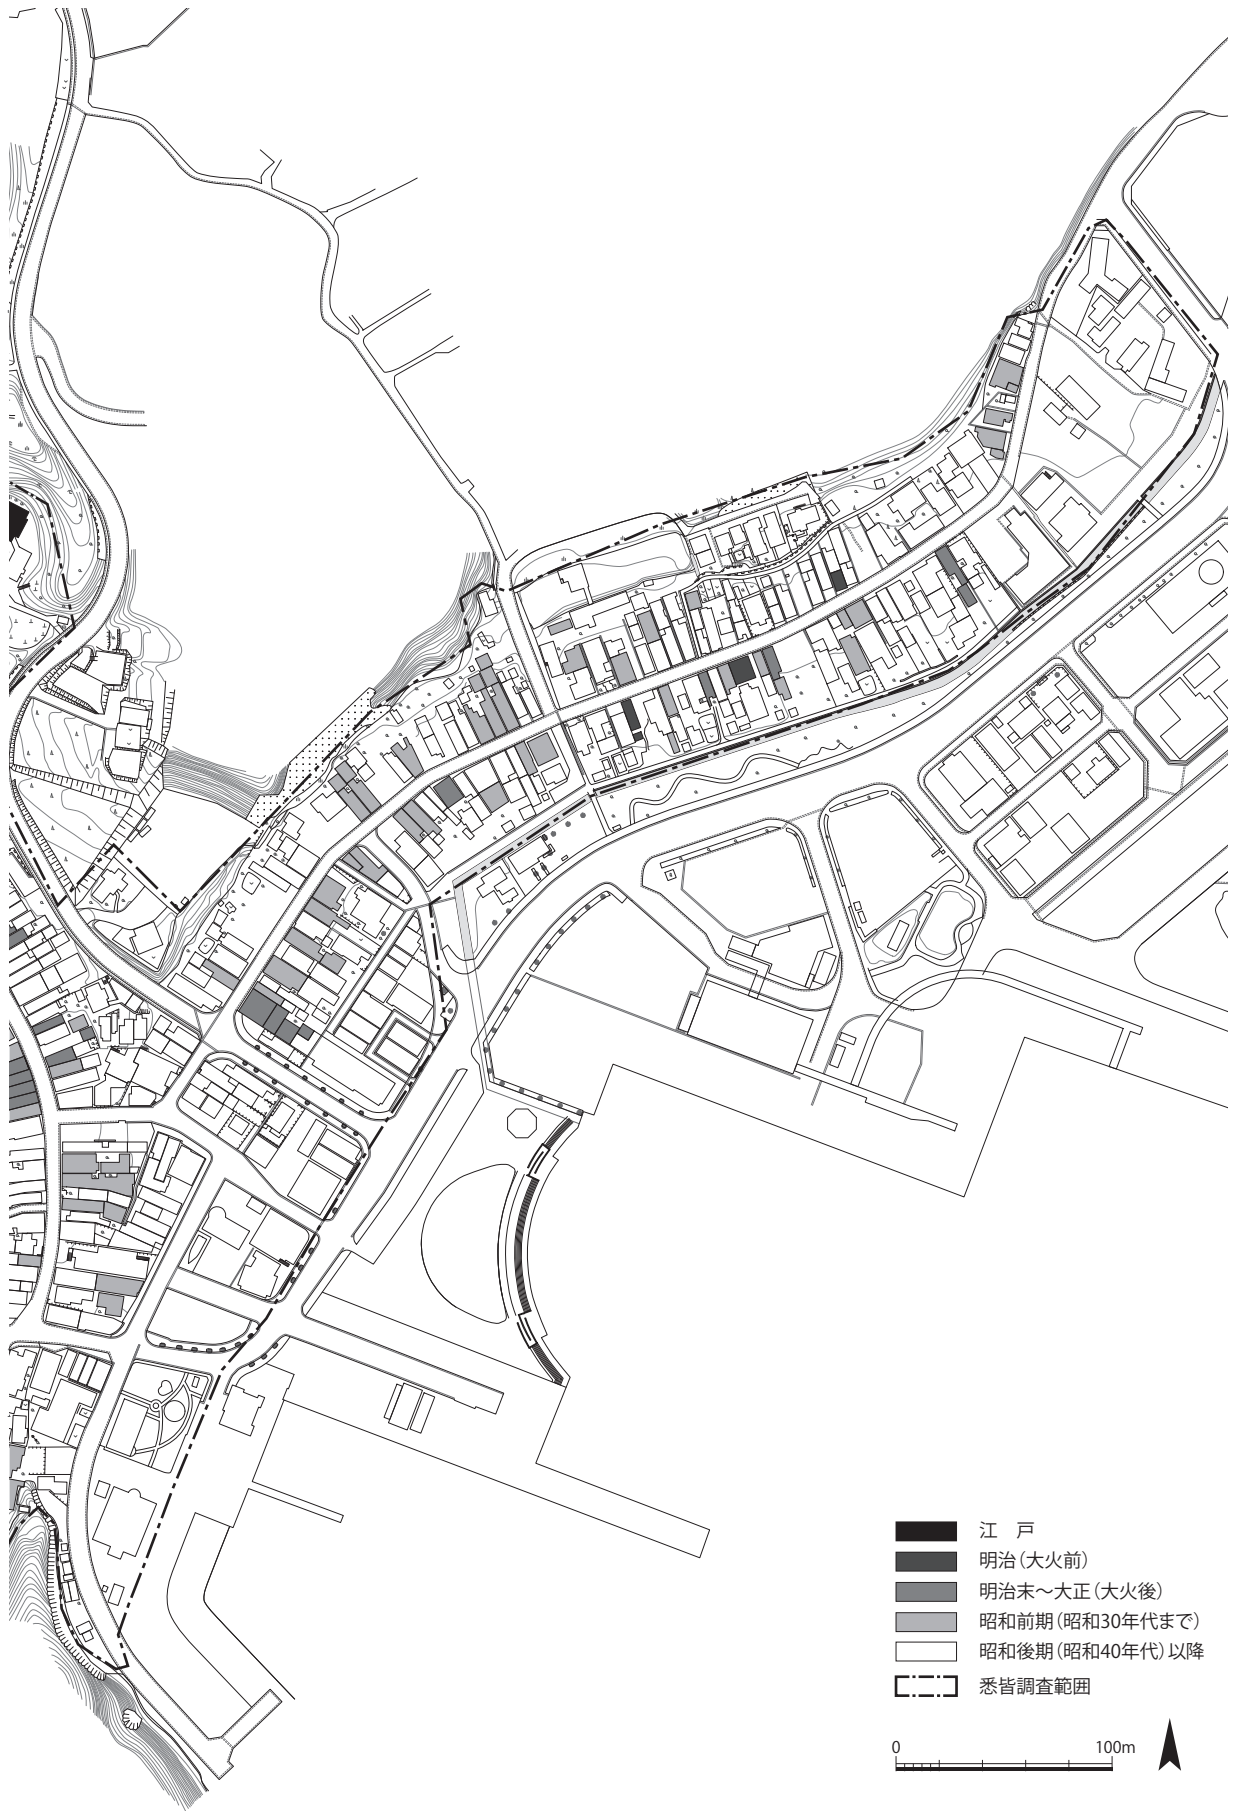 江　戸
明治（大火前）
明治末～大正（大火後）
昭和前期（昭和30年代まで）
昭和後期（昭和40年代）以降
悉皆調査範囲
0 100m